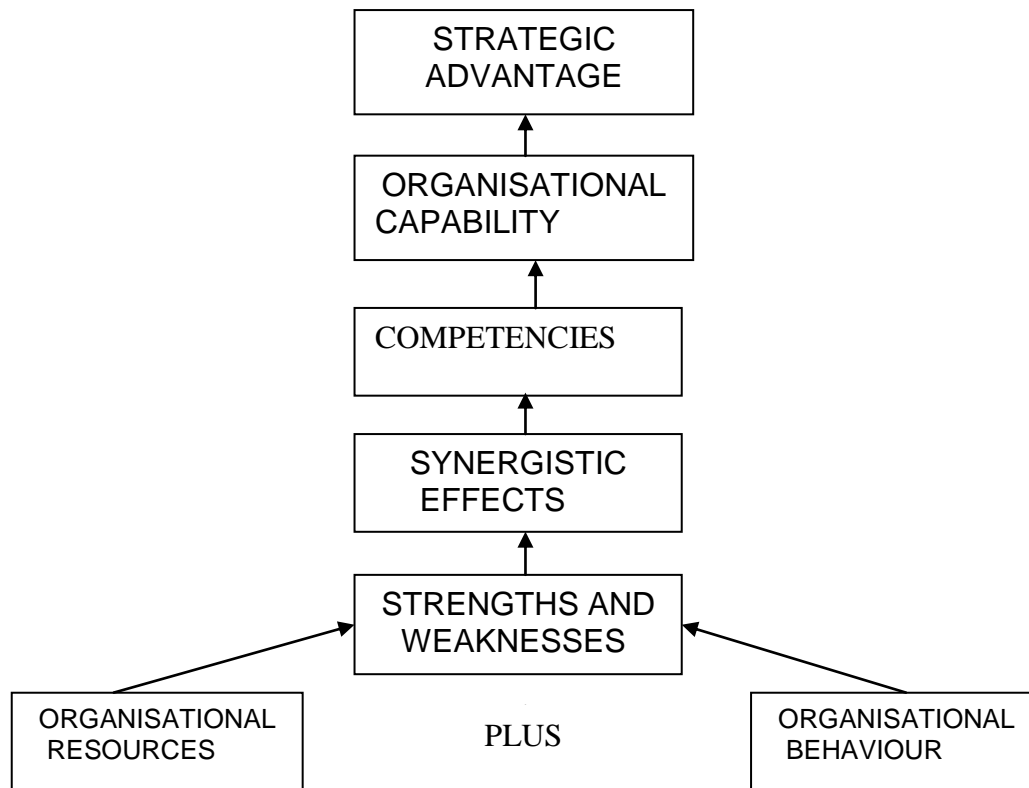 STRATEGIC
ADVANTAGE
ORGANISATIONAL
CAPABILITY
COMPETENCIES
SYNERGISTIC
EFFECTS
STRENGTHS AND
WEAKNESSES
ORGANISATIONAL
RESOURCES
PLUS
ORGANISATIONAL
BEHAVIOUR